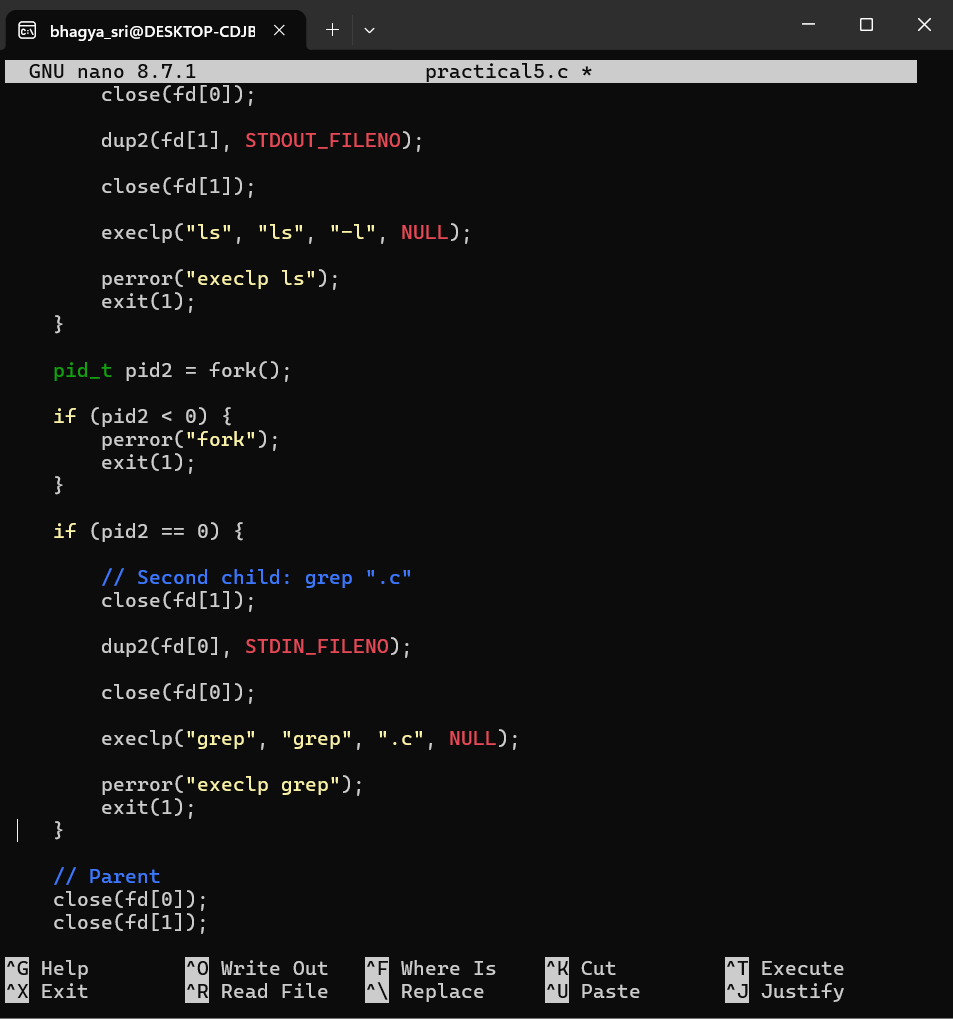 bhagya_sri@DESKTOP-CDJB
GNU nano 8.7.1 practical5.c *
close(fd[0]);
dup2(fd[1], STDOUT_FILENO);
close(fd[1]);
execlp("ls", "ls", "-l", NULL);
perror("execlp ls");
exit(1);
}
pid_t pid2 = fork();
if (pid2 < 0) {
perror("fork");
exit(1);
}
if (pid2 == 0) {
// Second child: grep ".c"
close(fd[1]);
dup2(fd[0], STDIN_FILENO);
close(fd[0]);
execlp("grep", "grep", ".c", NULL);
perror("execlp grep");
exit(1);
}
// Parent
close(fd[0]);
close(fd[1]);
^G Help ^O Write Out ^F Where Is ^K Cut ^T Execute
^X Exit ^R Read File ^\ Replace ^U Paste ^J Justify